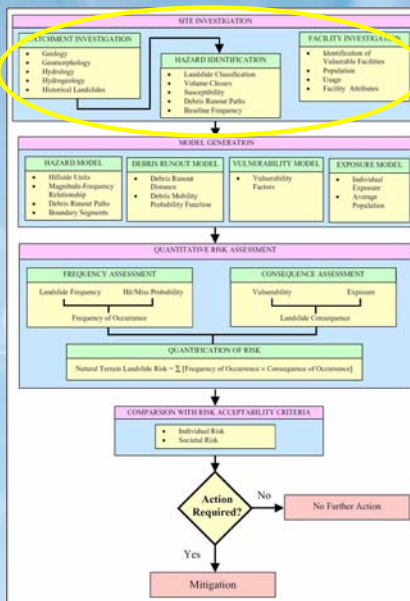 SITE INVESTIGATION
CATCHMENT INVESTIGATION
• Geology
• Geomorphology
• Hydrology
• Hydrogeology
• Historical Landslides
HAZARD IDENTIFICATION
• Landslide Classification
• Volume Classes
• Susceptibility
• Debris Runout Paths
• Baseline Frequency
FACILITY INVESTIGATION
• Identification of
Vulnerable Facilities
• Population
• Usage
• Facility Attributes
MODEL GENERATION
HAZARD MODEL
• Hillside Units
• Magnitude-Frequency
Relationship
• Debris Runout Paths
• Boundary Segments
DEBRIS RUNOUT MODEL
• Debris Runout
Distance
• Debris Mobility
Probability Function
VULNERABILITY MODEL
• Vulnerability
Factors
EXPOSURE MODEL
• Individual
Exposure
• Average
Population
QUANTITATIVE RISK ASSESSMENT
FREQUENCY ASSESSMENT
Landslide Frequency Hit/Miss Probability
Frequency of Occurrence
CONSEQUENCE ASSESSMENT
Vulnerability Exposure
Landslide Consequence
QUANTIFICATION OF RISK
Natural Terrain Landslide Risk = ∑ [Frequency of Occurrence × Consequence of Occurrence]
COMPARSION WITH RISK ACCEPTABILITY CRITERIA
• Individual Risk
• Societal Risk
Action
Required?
No
No Further Action
Yes
Mitigation